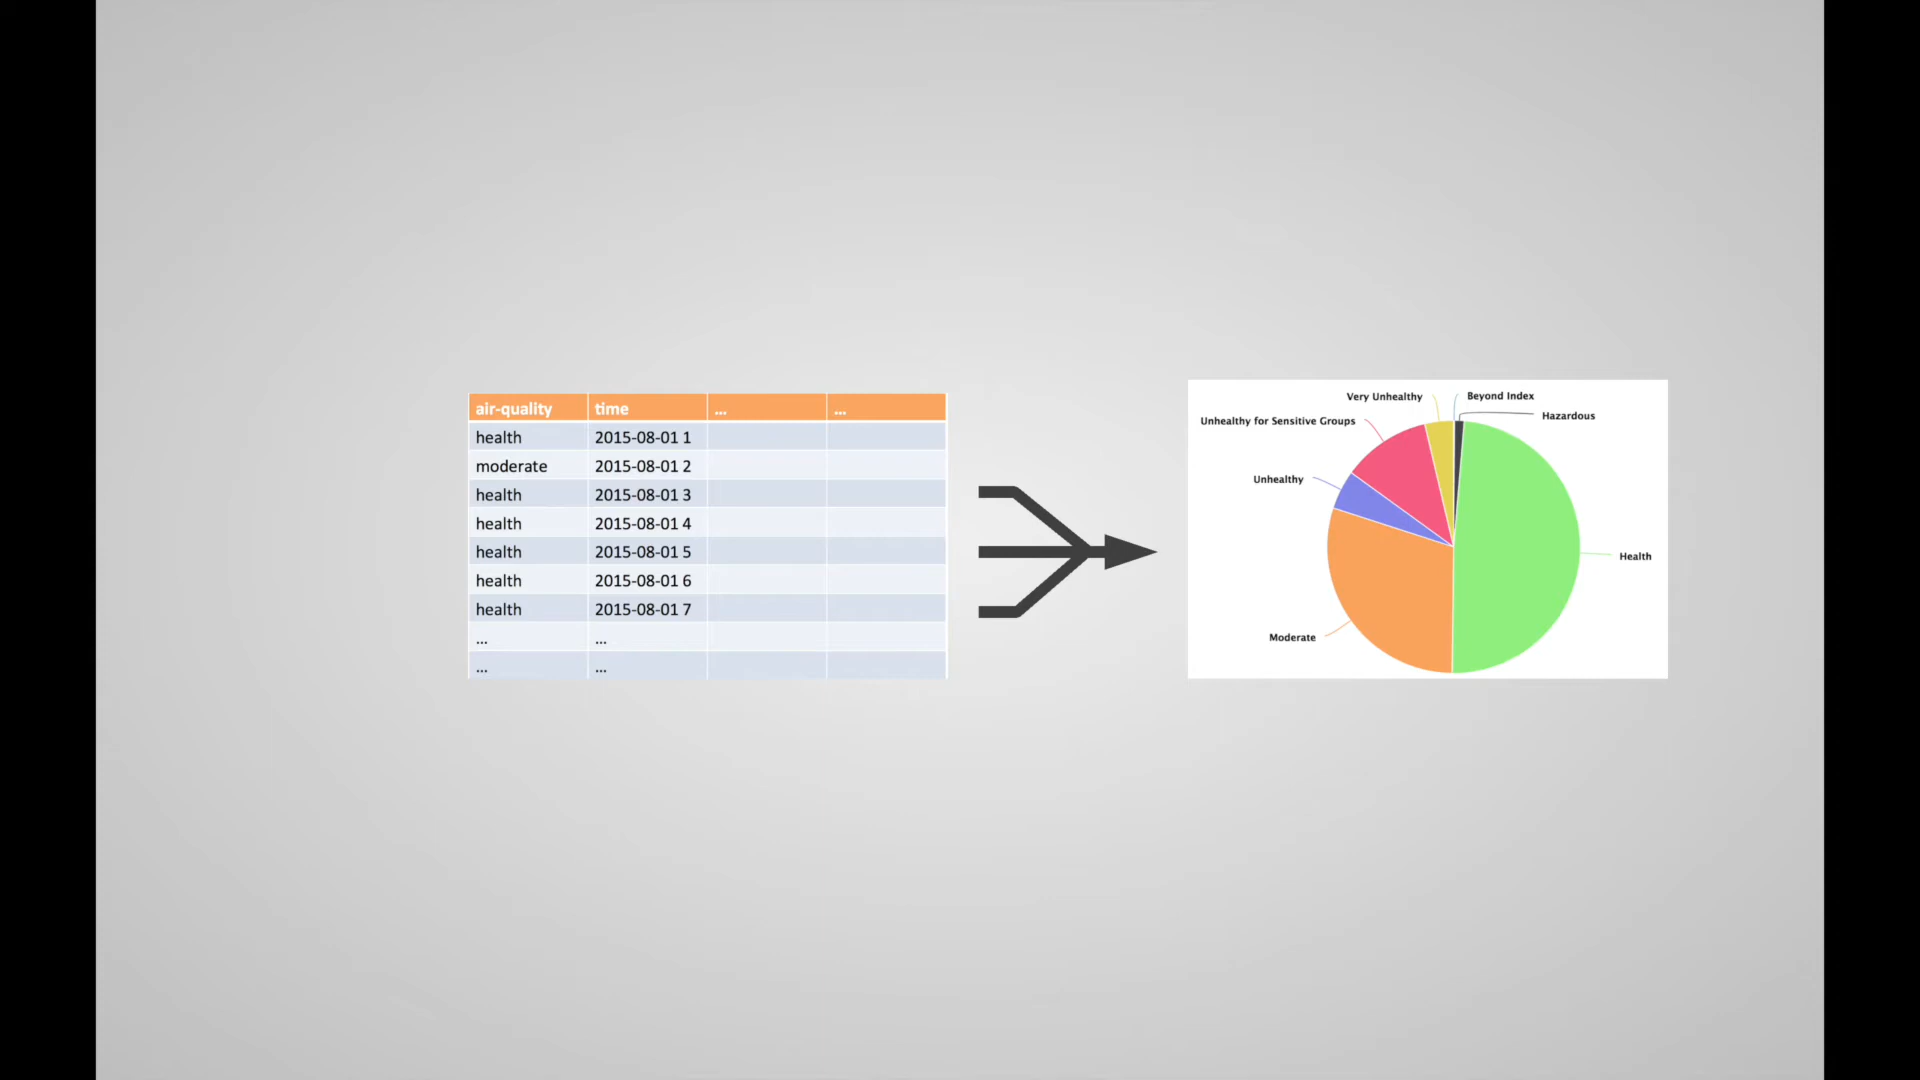 air-quality time ... ...
health 2015-08-01 1
moderate 2015-08-01 2
health 2015-08-01 3
health 2015-08-01 4
health 2015-08-01 5
health 2015-08-01 6
health 2015-08-01 7
... ...
... ...
Very Unhealthy
Beyond Index
Hazardous
Unhealthy for Sensitive Groups
Unhealthy
Health
Moderate